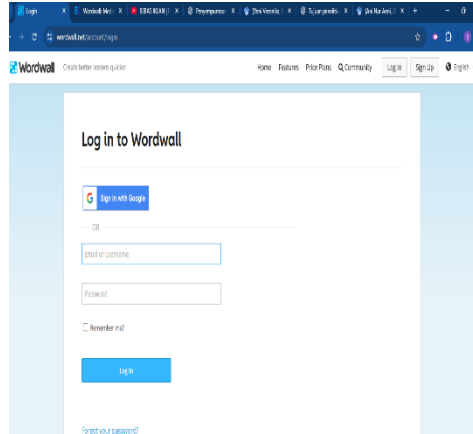 Login
Wordwall
wordwall.net/account/login
Wordwall Create better lessons quicker Home Features Price Plans Community Log In Sign Up English
Log in to Wordwall
Sign in with Google
OR
Email or username
Password
Remember me?
Log In
Forgot your password?